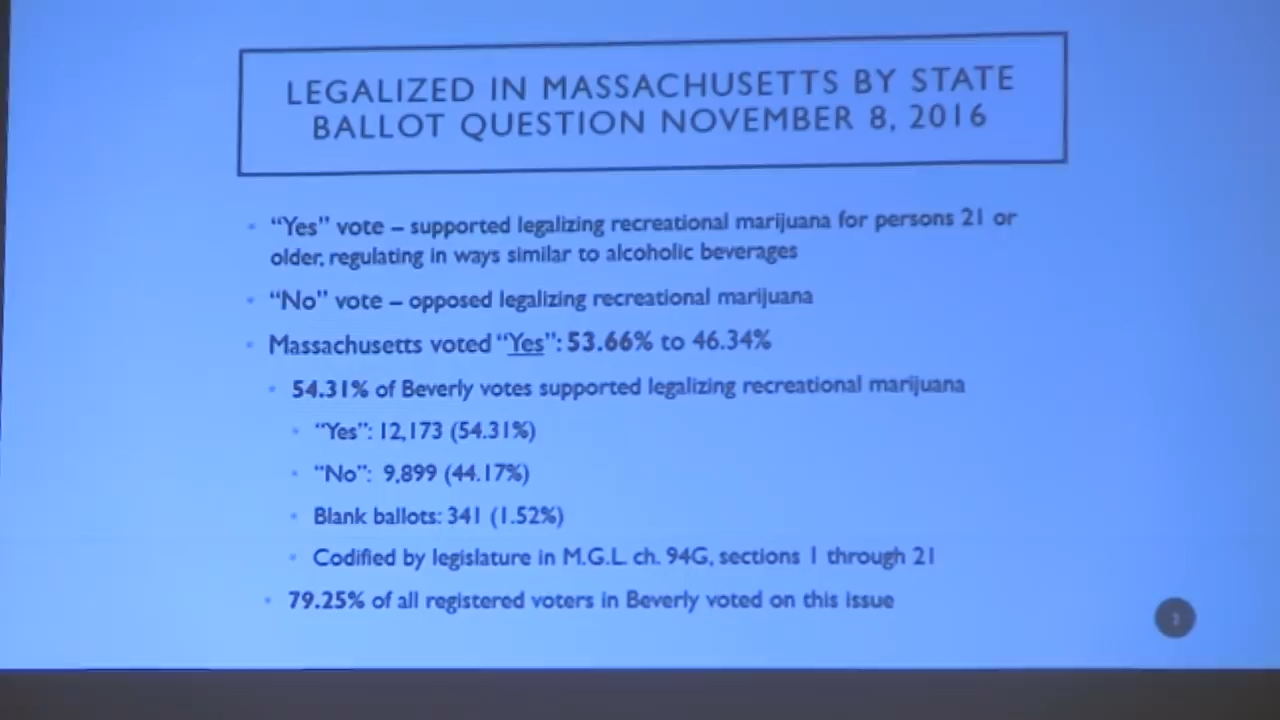 LEGALIZED IN MASSACHUSETTS BY STATE
BALLOT QUESTION NOVEMBER 8, 2016
"Yes" vote – supported legalizing recreational marijuana for persons 21 or
older, regulating in ways similar to alcoholic beverages
"No" vote – opposed legalizing recreational marijuana
Massachusetts voted "Yes": 53.66% to 46.34%
54.31% of Beverly votes supported legalizing recreational marijuana
"Yes": 12,173 (54.31%)
"No": 9,899 (44.17%)
Blank ballots: 341 (1.52%)
Codified by legislature in M.G.L. ch. 94G, sections 1 through 21
79.25% of all registered voters in Beverly voted on this issue